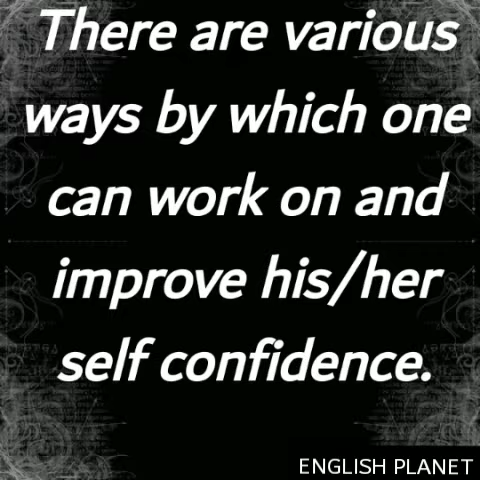 There are various
ways by which one
can work on and
improve his/her
self confidence.
ENGLISH PLANET